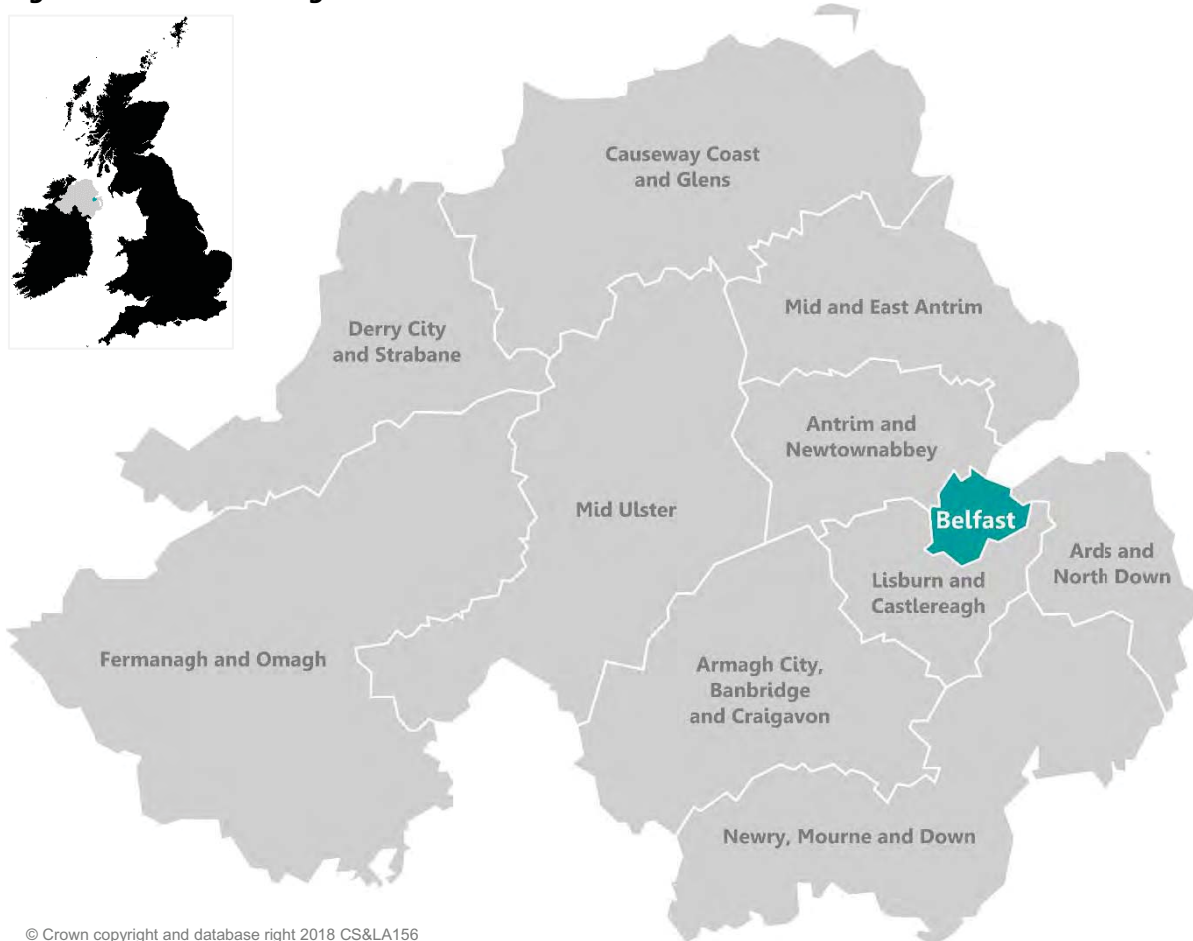 Causeway Coast
and Glens
Mid and East Antrim
Derry City
and Strabane
Antrim and
Newtownabbey
Mid Ulster
Belfast
Ards and
North Down
Lisburn and
Castlereagh
Fermanagh and Omagh
Armagh City,
Banbridge
and Craigavon
Newry, Mourne and Down
© Crown copyright and database right 2018 CS&LA156